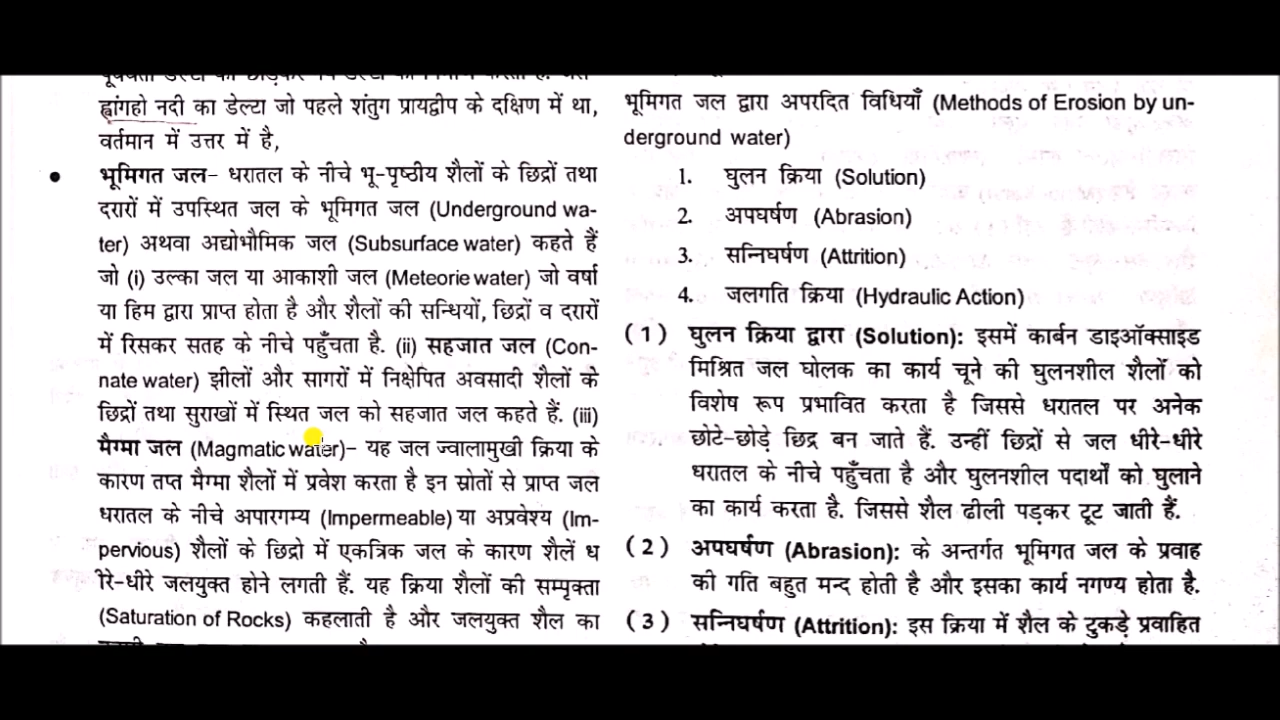 ह्वांगहो नदी का डेल्टा जो पहले शंतुग प्रायद्वीप के दक्षिण में था,
वर्तमान में उत्तर में है,
● भूमिगत जल– धरातल के नीचे भू-पृष्ठीय शैलों के छिद्रों तथा
दरारों में उपस्थित जल के भूमिगत जल (Underground wa-
ter) अथवा अद्योभौमिक जल (Subsurface water) कहते हैं
जो (i) उल्का जल या आकाशी जल (Meteorie water) जो वर्षा
या हिम द्वारा प्राप्त होता है और शैलों की सन्धियों, छिद्रों व दरारों
में रिसकर सतह के नीचे पहुँचता है. (ii) सहजात जल (Con-
nate water) झीलों और सागरों में निक्षेपित अवसादी शैलों के
छिद्रों तथा सुराखों में स्थित जल को सहजात जल कहते हैं. (iii)
मैग्मा जल (Magmatic water)– यह जल ज्वालामुखी क्रिया के
कारण तप्त मैग्मा शैलों में प्रवेश करता है इन स्रोतों से प्राप्त जल
धरातल के नीचे अपारगम्य (Impermeable) या अप्रवेश्य (Im-
pervious) शैलों के छिद्रो में एकत्रिक जल के कारण शैलें ध
ीरे-धीरे जलयुक्त होने लगती हैं. यह क्रिया शैलों की सम्पृक्ता
(Saturation of Rocks) कहलाती है और जलयुक्त शैल का
भूमिगत जल द्वारा अपरदित विधियाँ (Methods of Erosion by un-
derground water)
1. घुलन क्रिया (Solution)
2. अपघर्षण (Abrasion)
3. सन्निघर्षण (Attrition)
4. जलगति क्रिया (Hydraulic Action)
(1) घुलन क्रिया द्वारा (Solution): इसमें कार्बन डाइऑक्साइड
मिश्रित जल घोलक का कार्य चूने की घुलनशील शैलों को
विशेष रूप प्रभावित करता है जिससे धरातल पर अनेक
छोटे-छोड़े छिद्र बन जाते हैं. उन्हीं छिद्रों से जल धीरे-धीरे
धरातल के नीचे पहुँचता है और घुलनशील पदार्थों को घुलाने
का कार्य करता है. जिससे शैल ढीली पड़कर टूट जाती हैं.
(2) अपघर्षण (Abrasion): के अन्तर्गत भूमिगत जल के प्रवाह
की गति बहुत मन्द होती है और इसका कार्य नगण्य होता है.
(3) सन्निघर्षण (Attrition): इस क्रिया में शैल के टुकड़े प्रवाहित